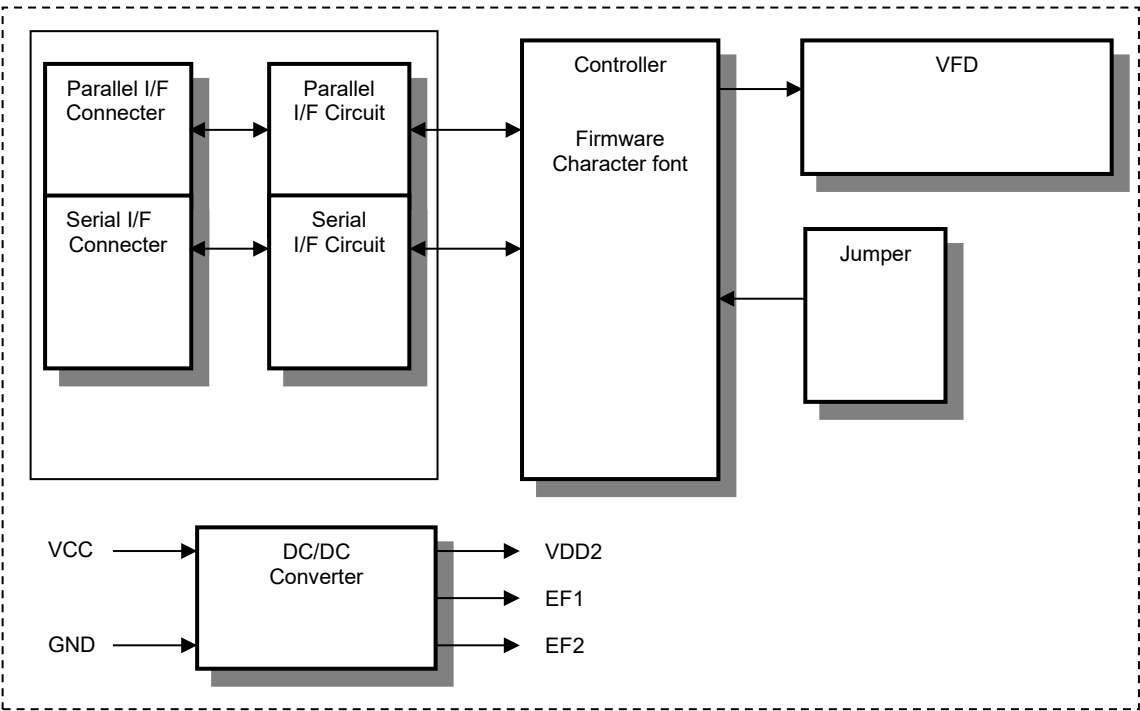 Parallel I/F
Connecter
Serial I/F
Connecter
Parallel
I/F Circuit
Serial
I/F Circuit
Controller
Firmware
Character font
VFD
Jumper
VCC
GND
DC/DC
Converter
VDD2
EF1
EF2